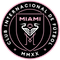 CLUB INTERNACIONAL DE FÚTBOL
MIAMI
MMXX